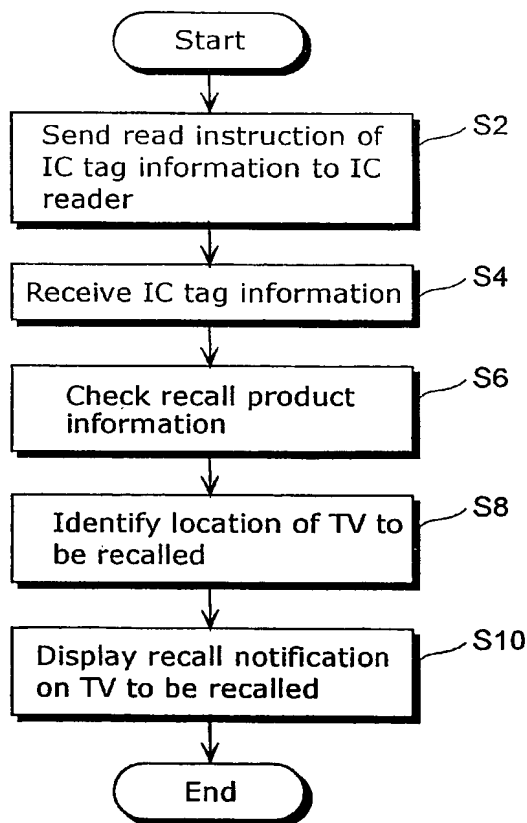 Start
S2
Send read instruction of
IC tag information to IC
reader
S4
Receive IC tag information
S6
Check recall product
information
S8
Identify location of TV to
be recalled
S10
Display recall notification
on TV to be recalled
End